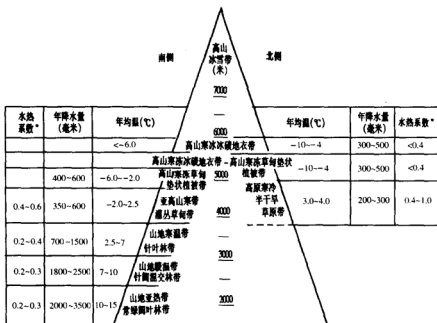 南侧
高山
冰雪带
(米)
北侧
7000
6000
水热
系数*
年降水量
(毫米)
年均温(℃)
年均温(℃)
年降水量
(毫米)
水热系数*
<-6.0
高山寒冻冰碛地衣带
-10~-4
300~500
<0.4
高山寒冻冰碛地衣带-高山寒冻草甸垫状
植被带
-10~-4
300~500
<0.4
400~600
-6.0~-2.0
高山寒冻草甸
垫状植被带
5000
0.4~0.6
350~600
-2.0~2.5
亚高山寒带
灌丛草甸带
4000
高原寒冷
半干旱
草原带
3.0~4.0
200~300
0.4~1.0
0.2~0.4
700-1500
2.5~7
山地寒温带
针叶林带
3000
0.2~0.3
1800~2500
7~10
山地暖温带
针阔混交林带
0.2~0.3
2000~3500
10~15
山地亚热带
常绿阔叶林带
2000